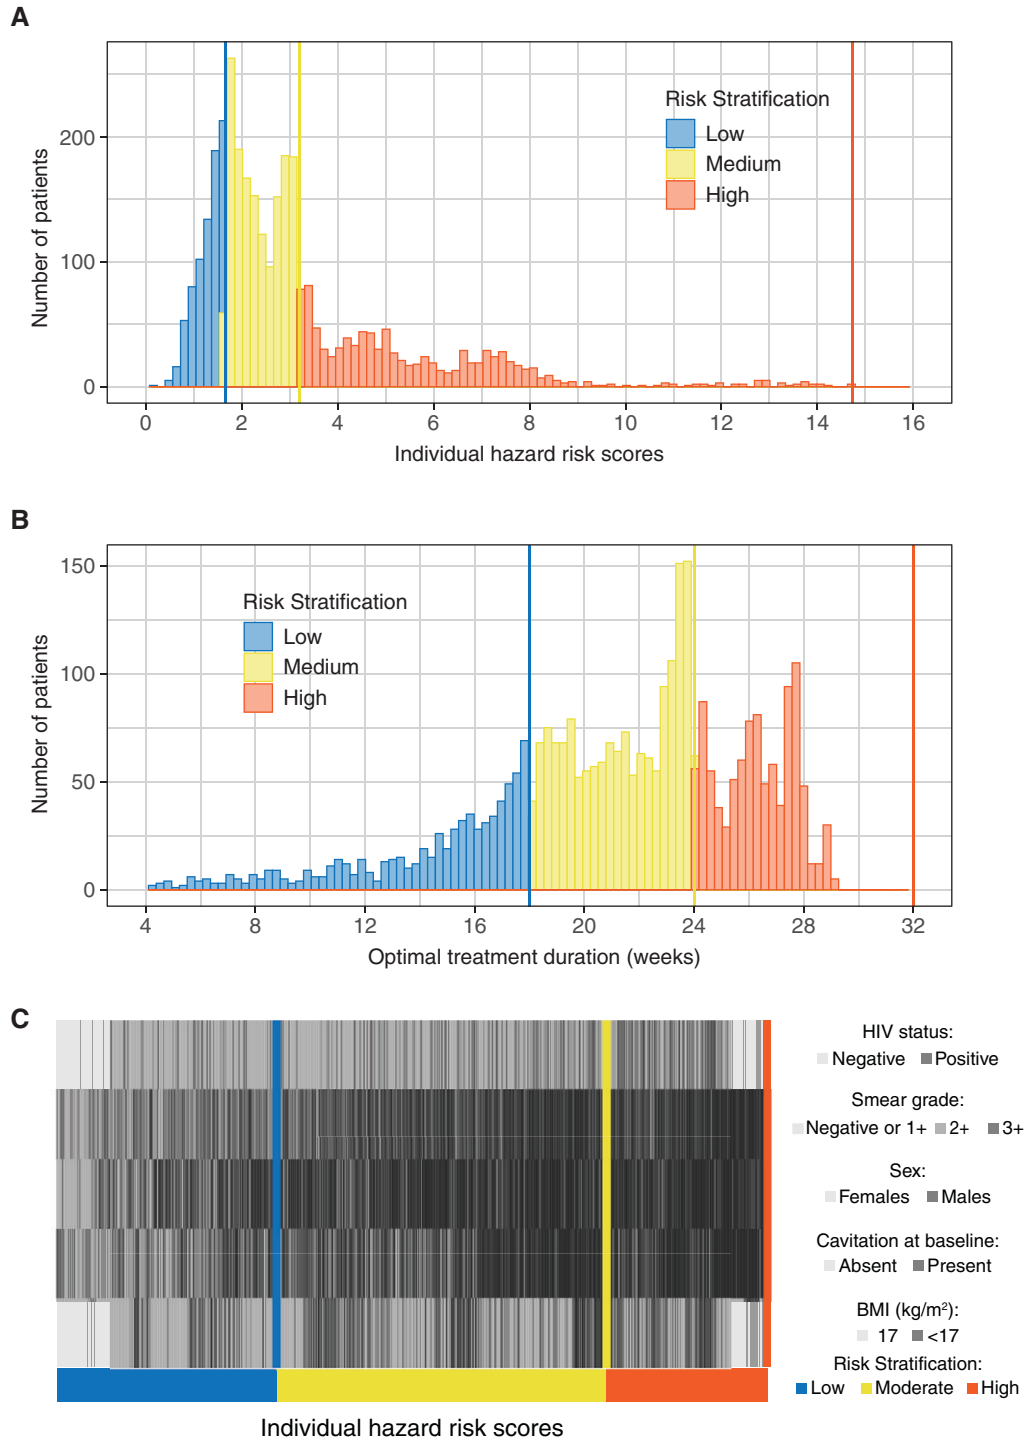 A
Number of patients
200
100
0
0 2 4 6 8 10 12 14 16
Individual hazard risk scores
Risk Stratification
Low
Medium
High
B
Number of patients
150
100
50
0
4 8 12 16 20 24 28 32
Optimal treatment duration (weeks)
Risk Stratification
Low
Medium
High
C
HIV status:
Negative Positive
Smear grade:
Negative or 1+ 2+ 3+
Sex:
Females Males
Cavitation at baseline:
Absent Present
BMI (kg/m²):
17 <17
Risk Stratification:
Low Moderate High
Individual hazard risk scores